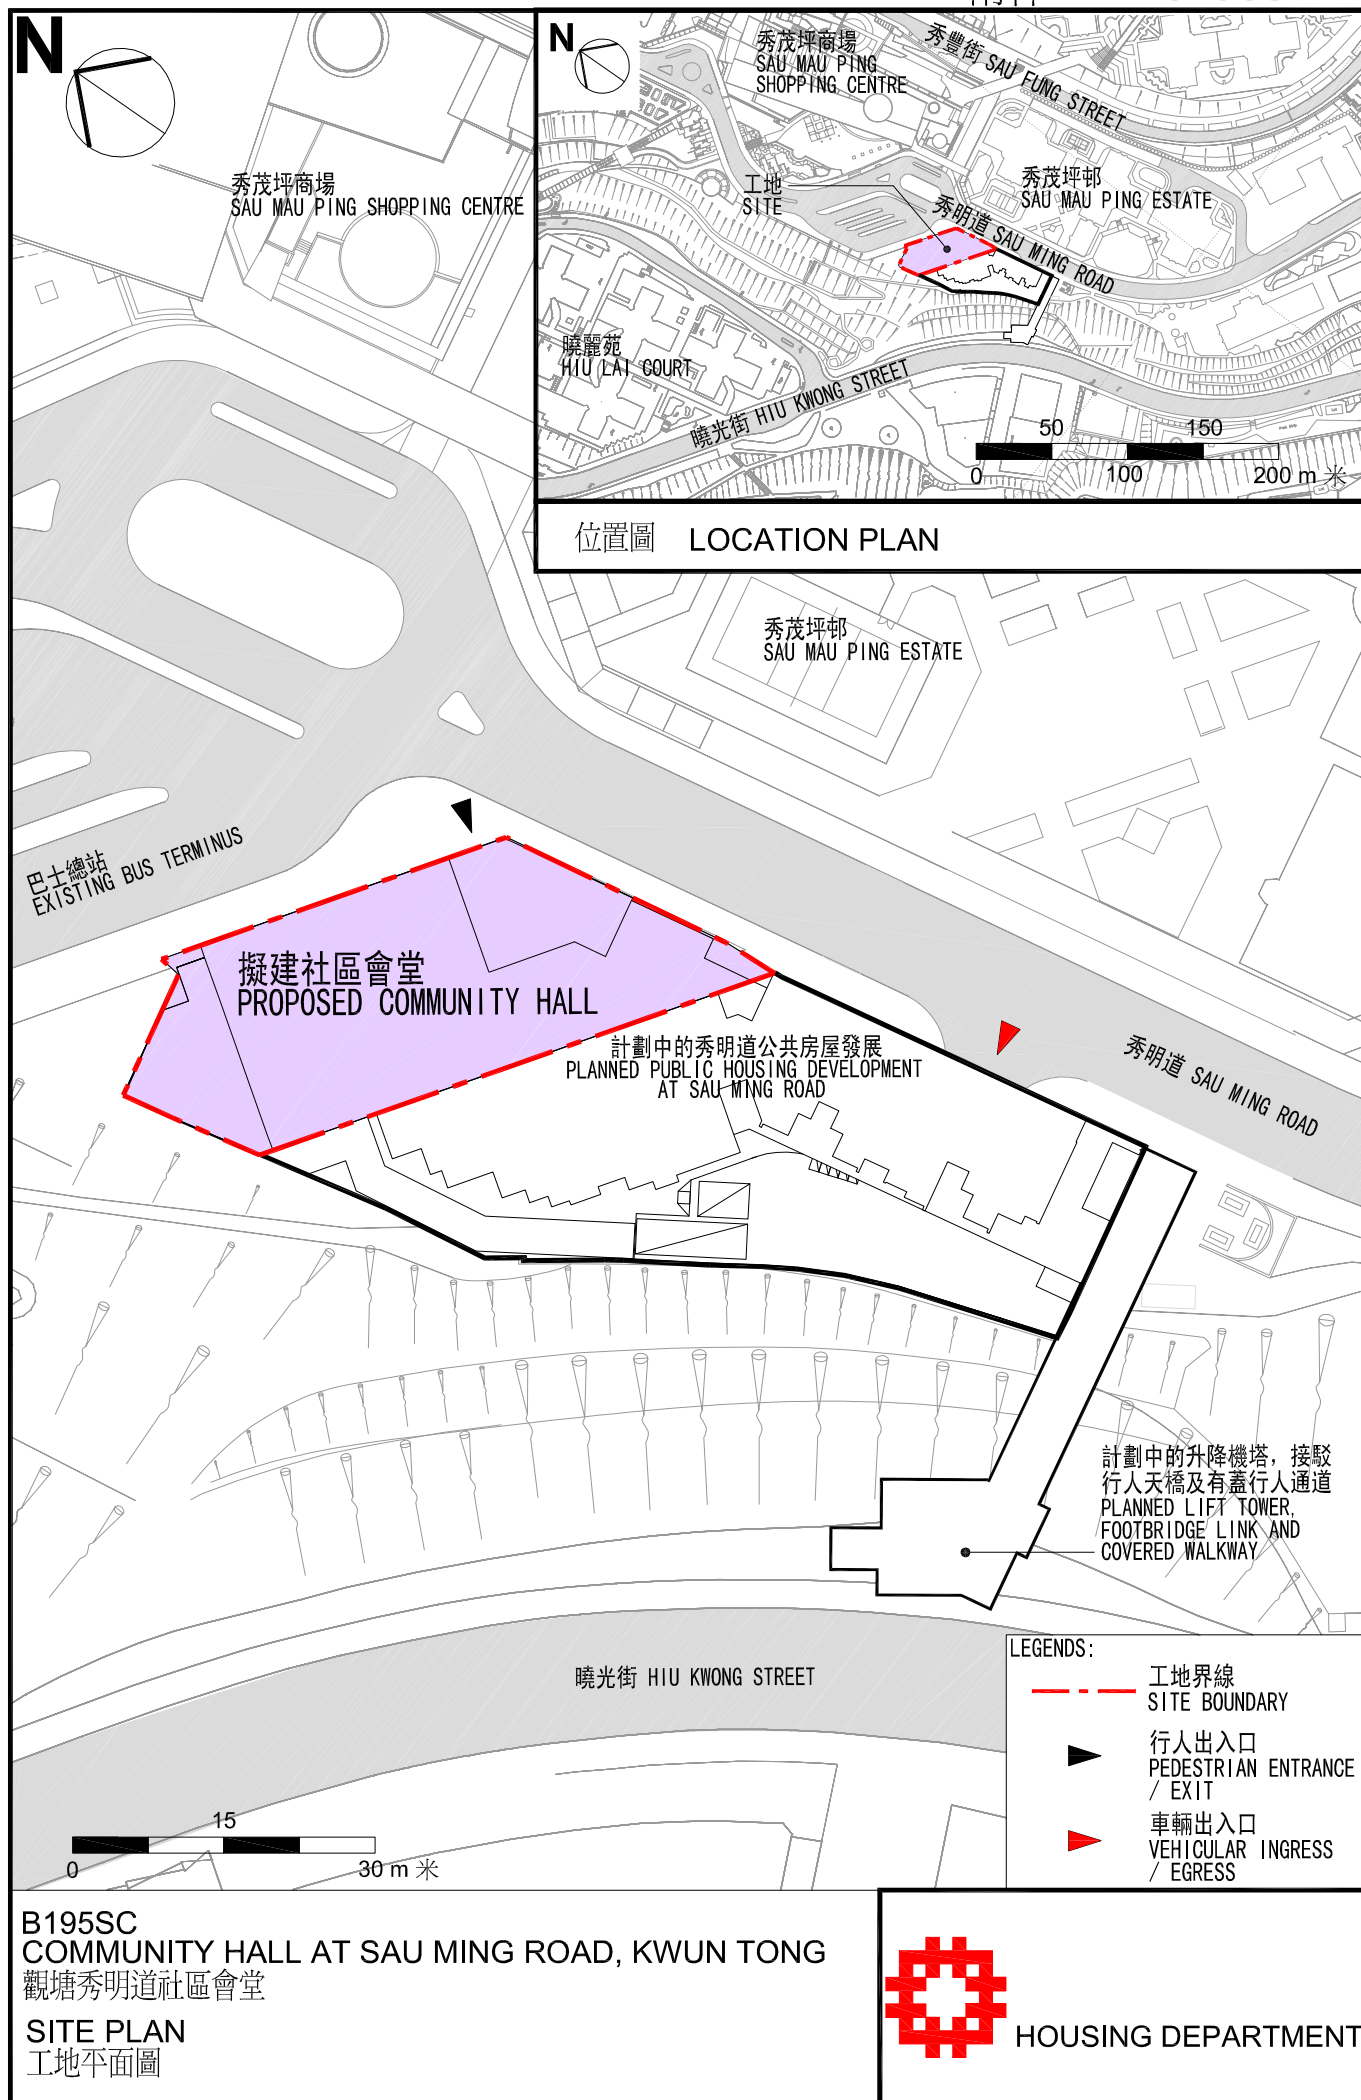 N
秀茂坪商場
SAU MAU PING SHOPPING CENTRE
N
秀茂坪商場
SAU MAU PING
SHOPPING CENTRE
秀豐街 SAU FUNG STREET
工地
SITE
秀茂坪邨
SAU MAU PING ESTATE
秀明道 SAU MING ROAD
曉麗苑
HIU LAI COURT
曉光街 HIU KWONG STREET
50 150
0 100 200 m 米
位置圖 LOCATION PLAN
秀茂坪邨
SAU MAU PING ESTATE
巴士總站
EXISTING BUS TERMINUS
擬建社區會堂
PROPOSED COMMUNITY HALL
計劃中的秀明道公共房屋發展
PLANNED PUBLIC HOUSING DEVELOPMENT
AT SAU MING ROAD
秀明道 SAU MING ROAD
計劃中的升降機塔，接駁
行人天橋及有蓋行人通道
PLANNED LIFT TOWER,
FOOTBRIDGE LINK AND
COVERED WALKWAY
曉光街 HIU KWONG STREET
LEGENDS:
工地界線
SITE BOUNDARY
行人出入口
PEDESTRIAN ENTRANCE
/ EXIT
車輛出入口
VEHICULAR INGRESS
/ EGRESS
15
0 30 m 米
B195SC
COMMUNITY HALL AT SAU MING ROAD, KWUN TONG
觀塘秀明道社區會堂
SITE PLAN
工地平面圖
HOUSING DEPARTMENT